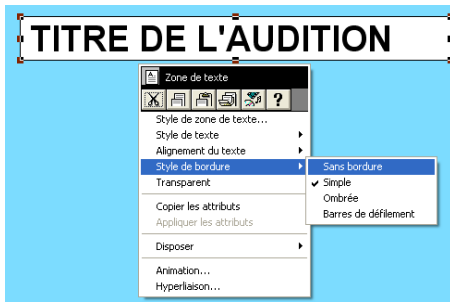 TITRE DE L'AUDITION
Zone de texte
Style de zone de texte...
Style de texte
Alignement du texte
Style de bordure
Transparent
Copier les attributs
Appliquer les attributs
Disposer
Animation...
Hyperliaison...
Sans bordure
Simple
Ombrée
Barres de défilement